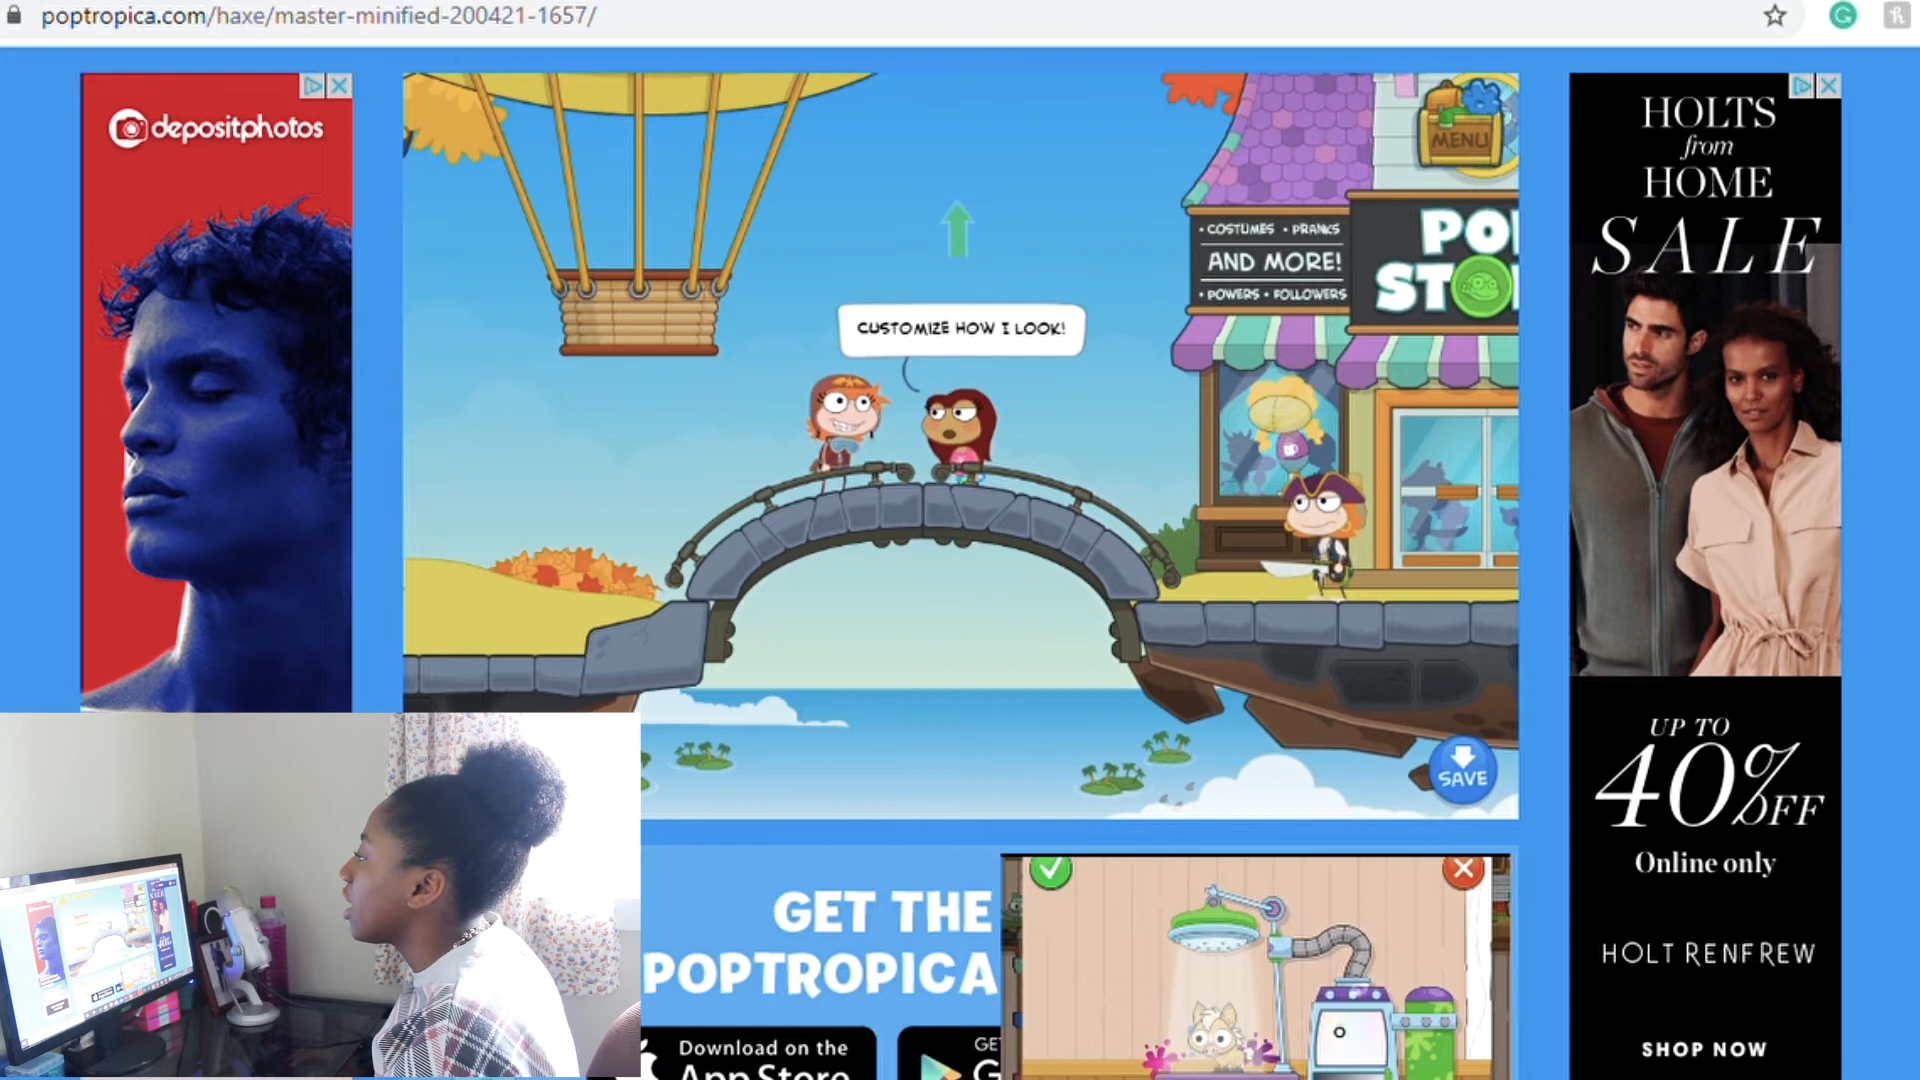 poptropica.com/haxe/master-minified-200421-1657/
depositphotos
MENU
• COSTUMES • PRANKS
AND MORE!
• POWERS • FOLLOWERS
CUSTOMIZE HOW I LOOK!
SAVE
HOLTS
from
HOME
SALE
UP TO
40%
OFF
Online only
HOLT RENFREW
SHOP NOW
GET THE
POPTROPICA
Download on the
App Store